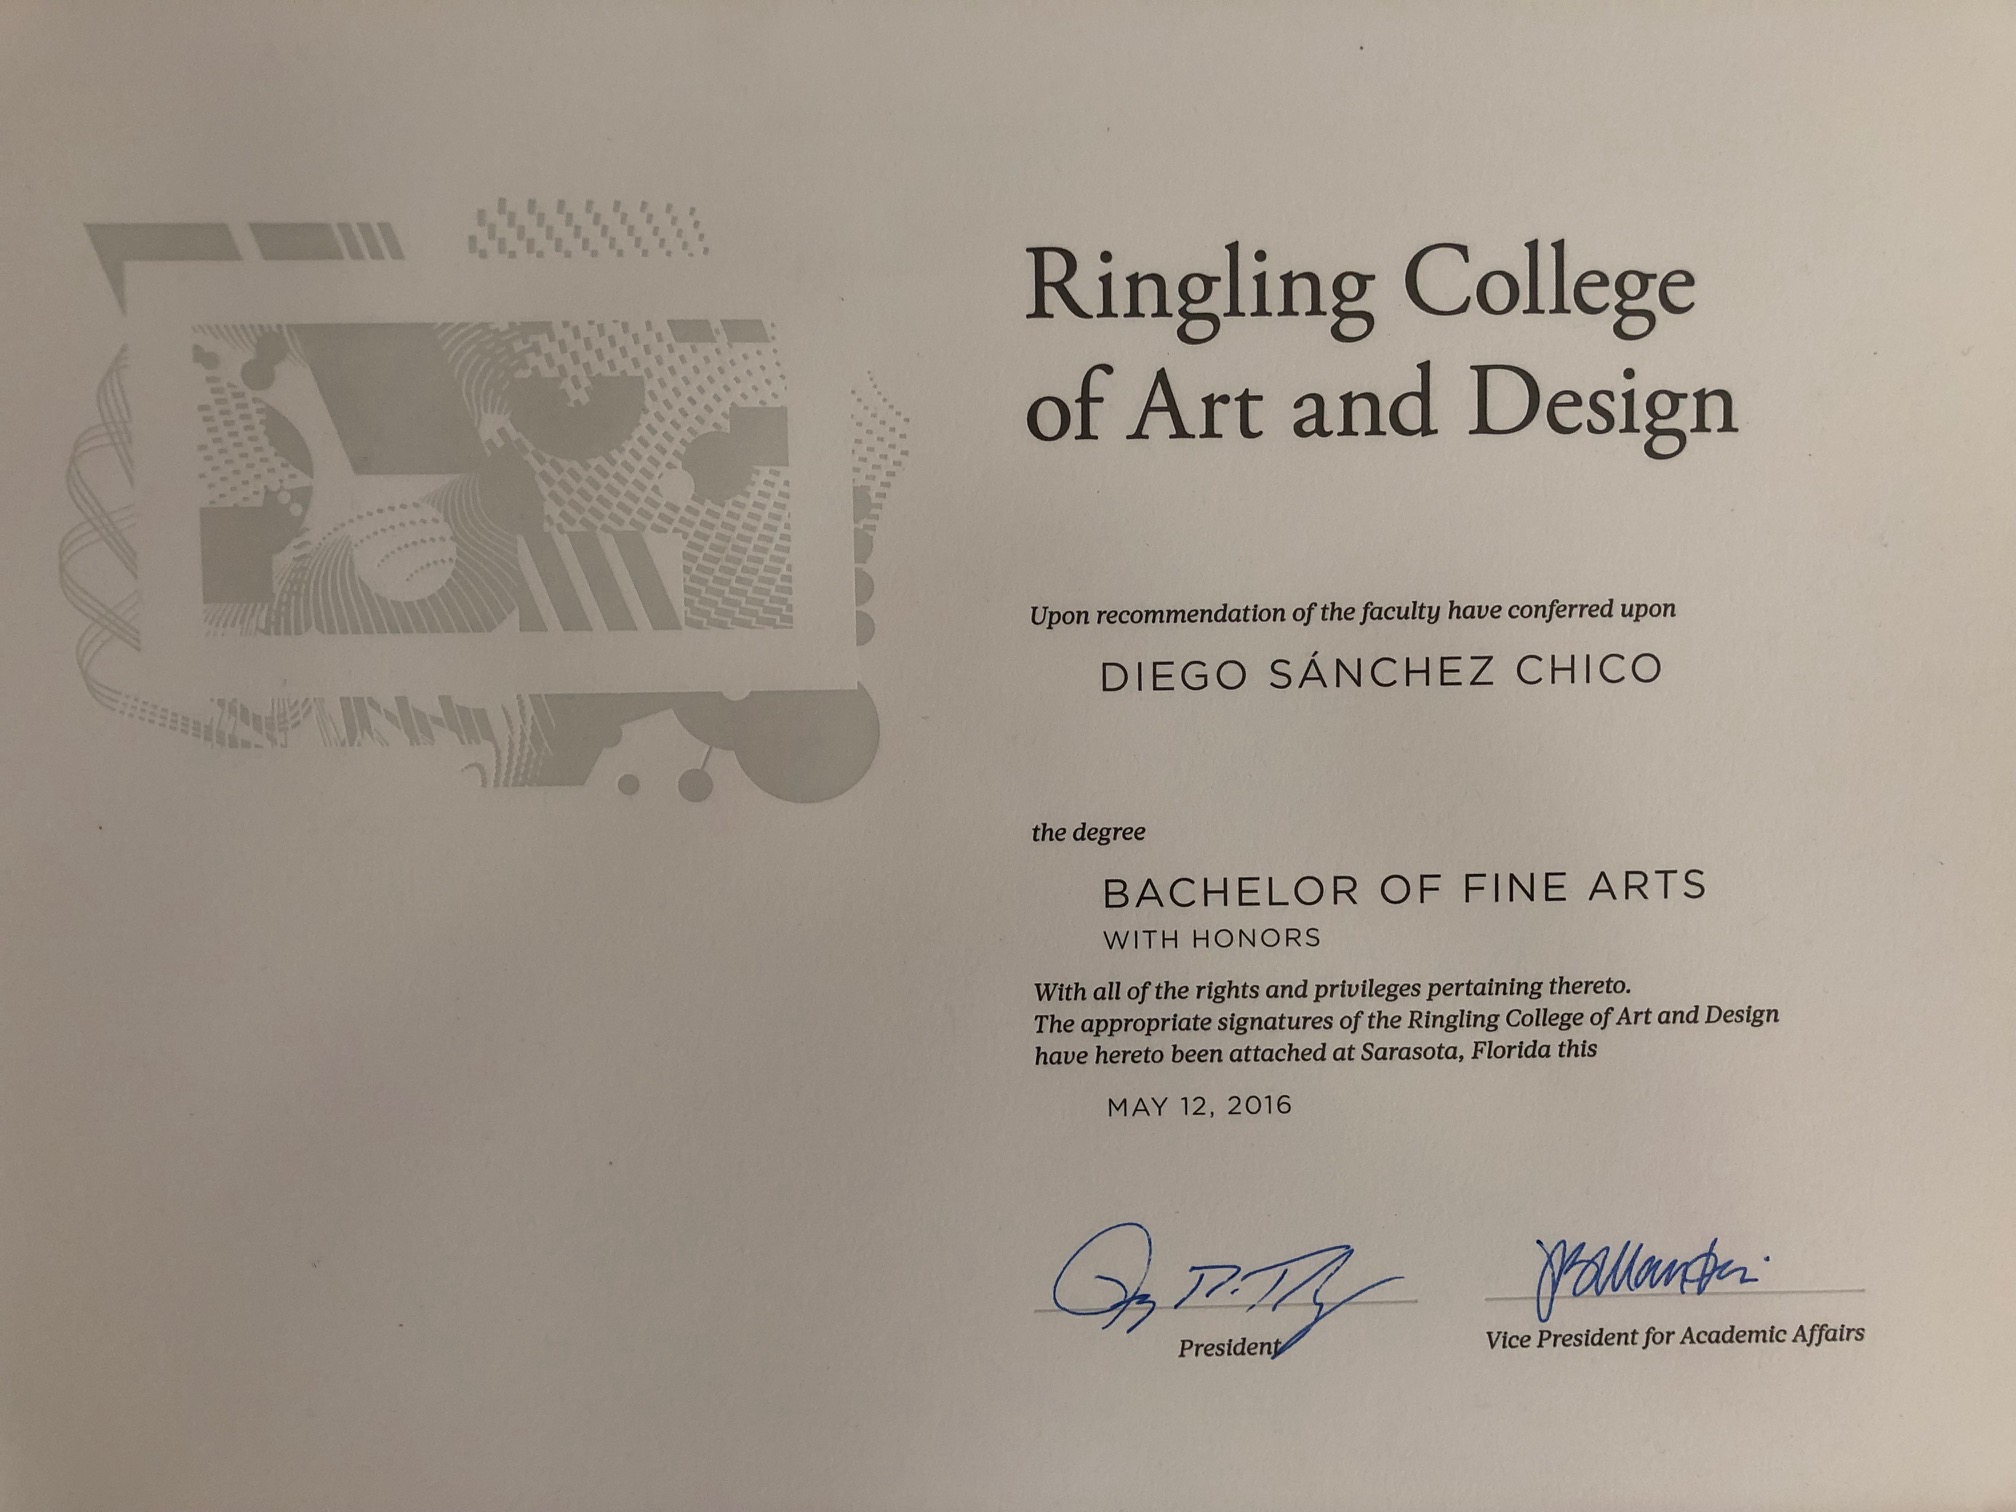 Ringling College
of Art and Design
Upon recommendation of the faculty have conferred upon
DIEGO SÁNCHEZ CHICO
the degree
BACHELOR OF FINE ARTS
WITH HONORS
With all of the rights and privileges pertaining thereto.
The appropriate signatures of the Ringling College of Art and Design
have hereto been attached at Sarasota, Florida this
MAY 12, 2016
President
Vice President for Academic Affairs